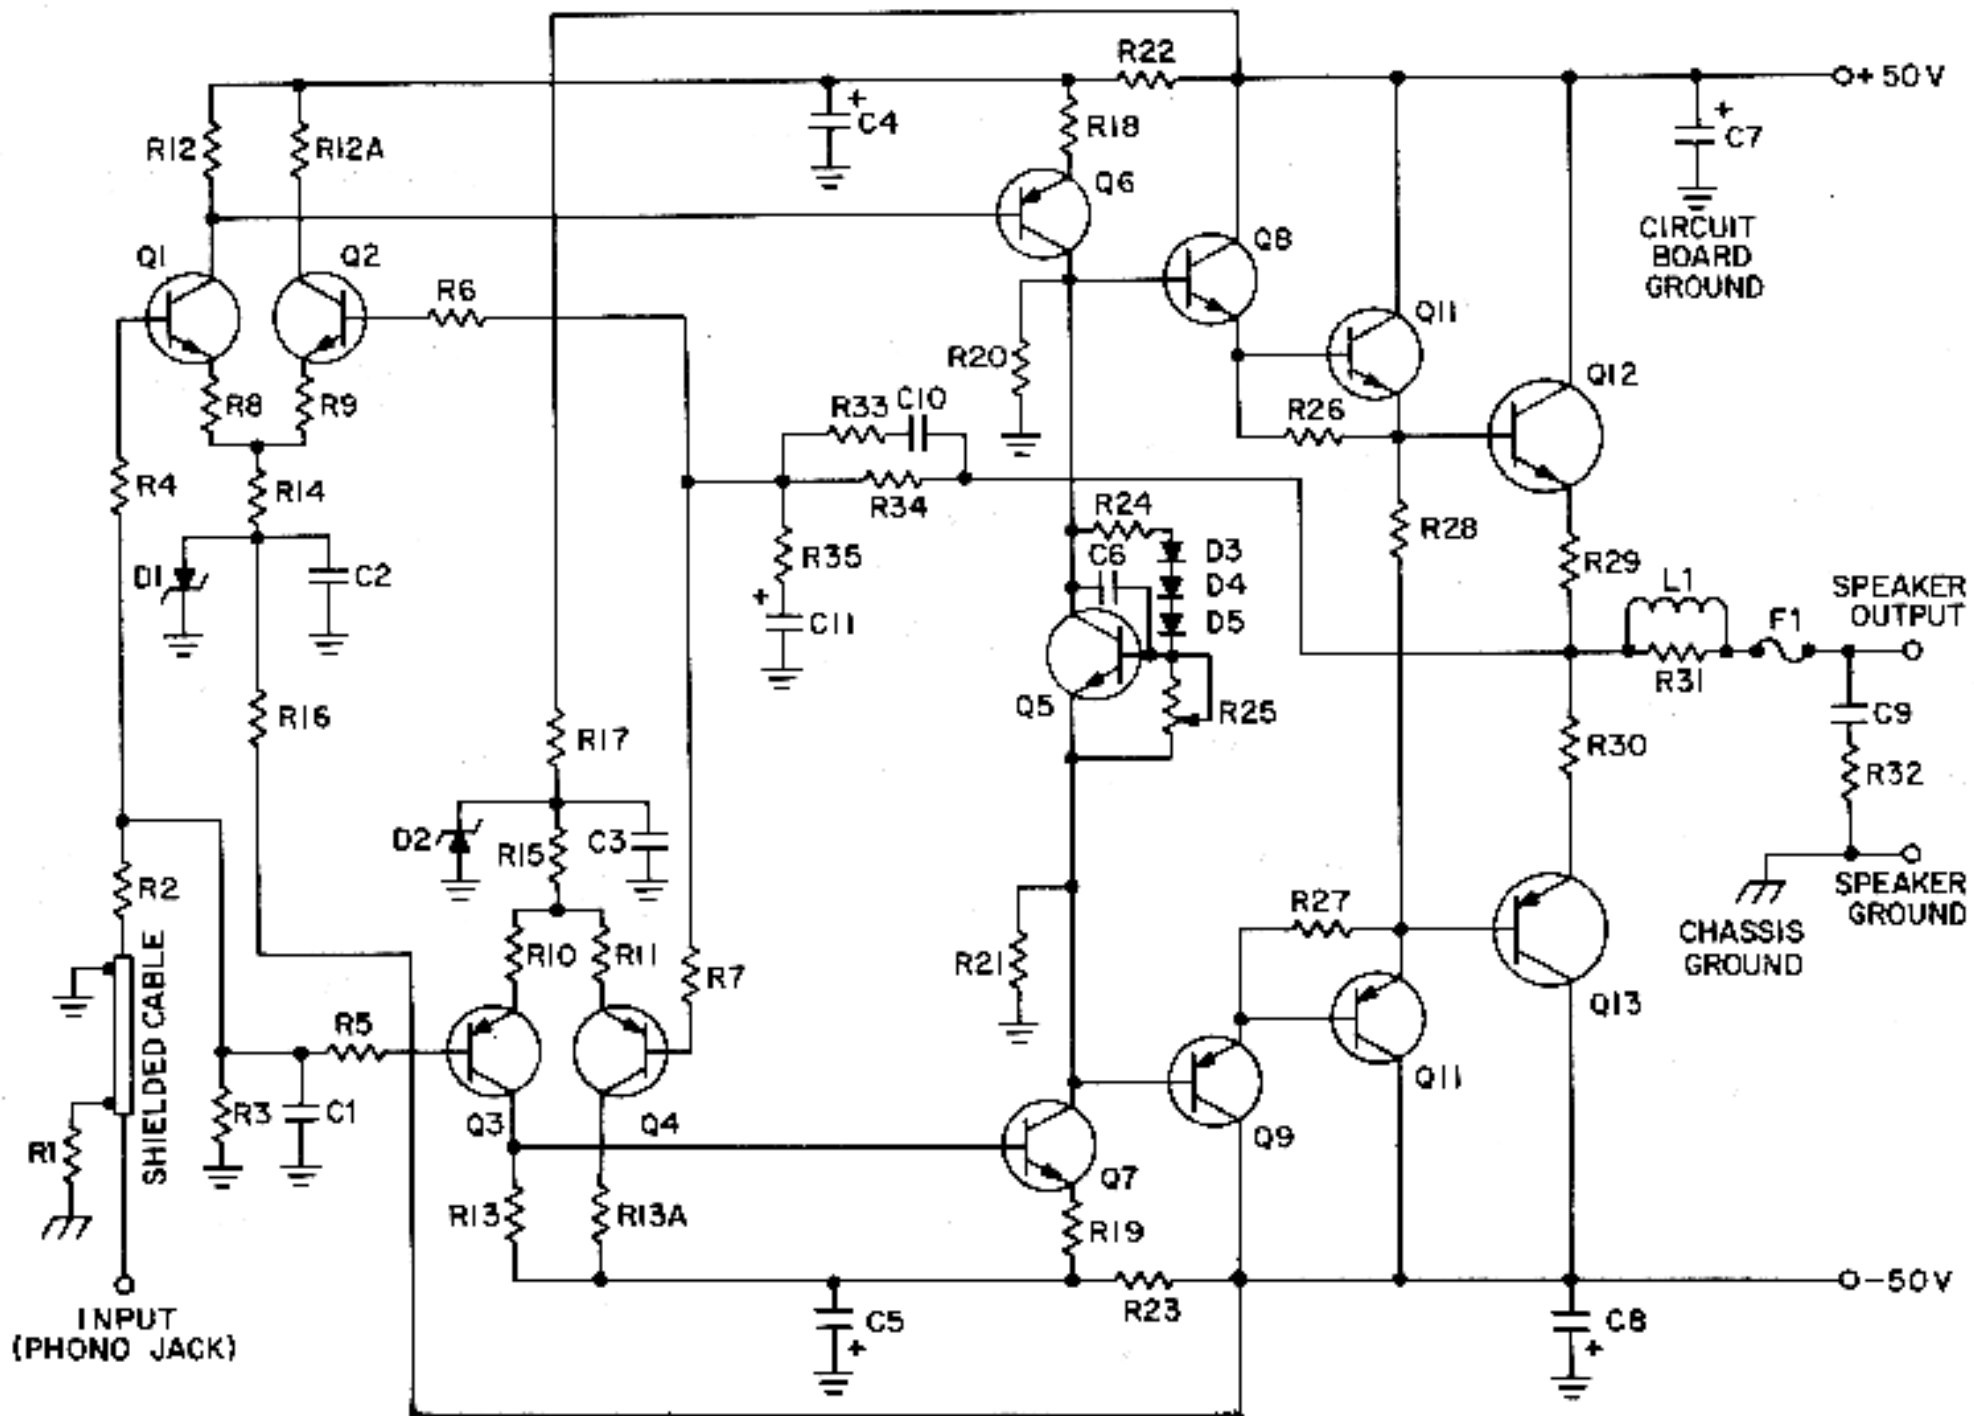 R22
+50V
R12
R12A
+
C4
R18
+
C7
CIRCUIT
BOARD
GROUND
Q1
Q2
R6
Q6
Q8
Q11
Q12
R8
R9
R20
R33
C10
R26
R4
R14
R34
R24
R28
D1
C2
R35
+
C11
C6
D3
D4
D5
R29
L1
F1
SPEAKER
OUTPUT
R16
R17
Q5
R25
R31
R30
C9
R32
D2
R15
C3
R2
R10
R11
R7
R21
R27
CHASSIS
GROUND
SPEAKER
GROUND
SHIELDED CABLE
R5
Q13
R1
R3
C1
Q3
Q4
Q7
Q9
Q11
R13
R13A
R19
R23
-50V
INPUT
(PHONO JACK)
C5
+
C8
+